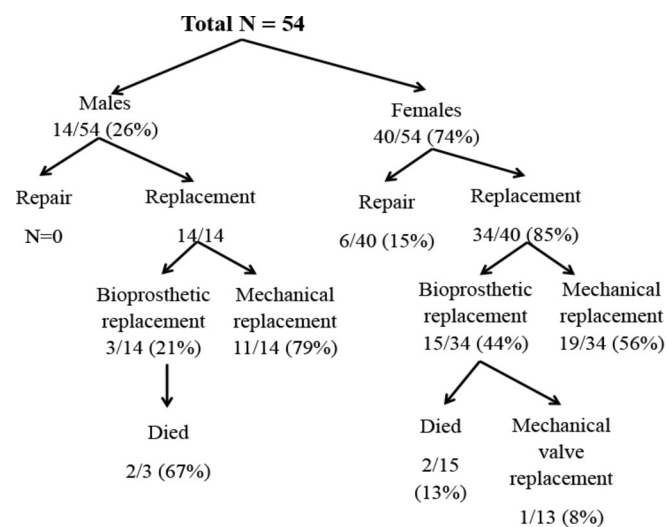 Total N = 54
Males
14/54 (26%)
Females
40/54 (74%)
Repair
N=0
Replacement
14/14
Repair
6/40 (15%)
Replacement
34/40 (85%)
Bioprosthetic
replacement
3/14 (21%)
Mechanical
replacement
11/14 (79%)
Bioprosthetic
replacement
15/34 (44%)
Mechanical
replacement
19/34 (56%)
Died
2/3 (67%)
Died
2/15
(13%)
Mechanical
valve
replacement
1/13 (8%)